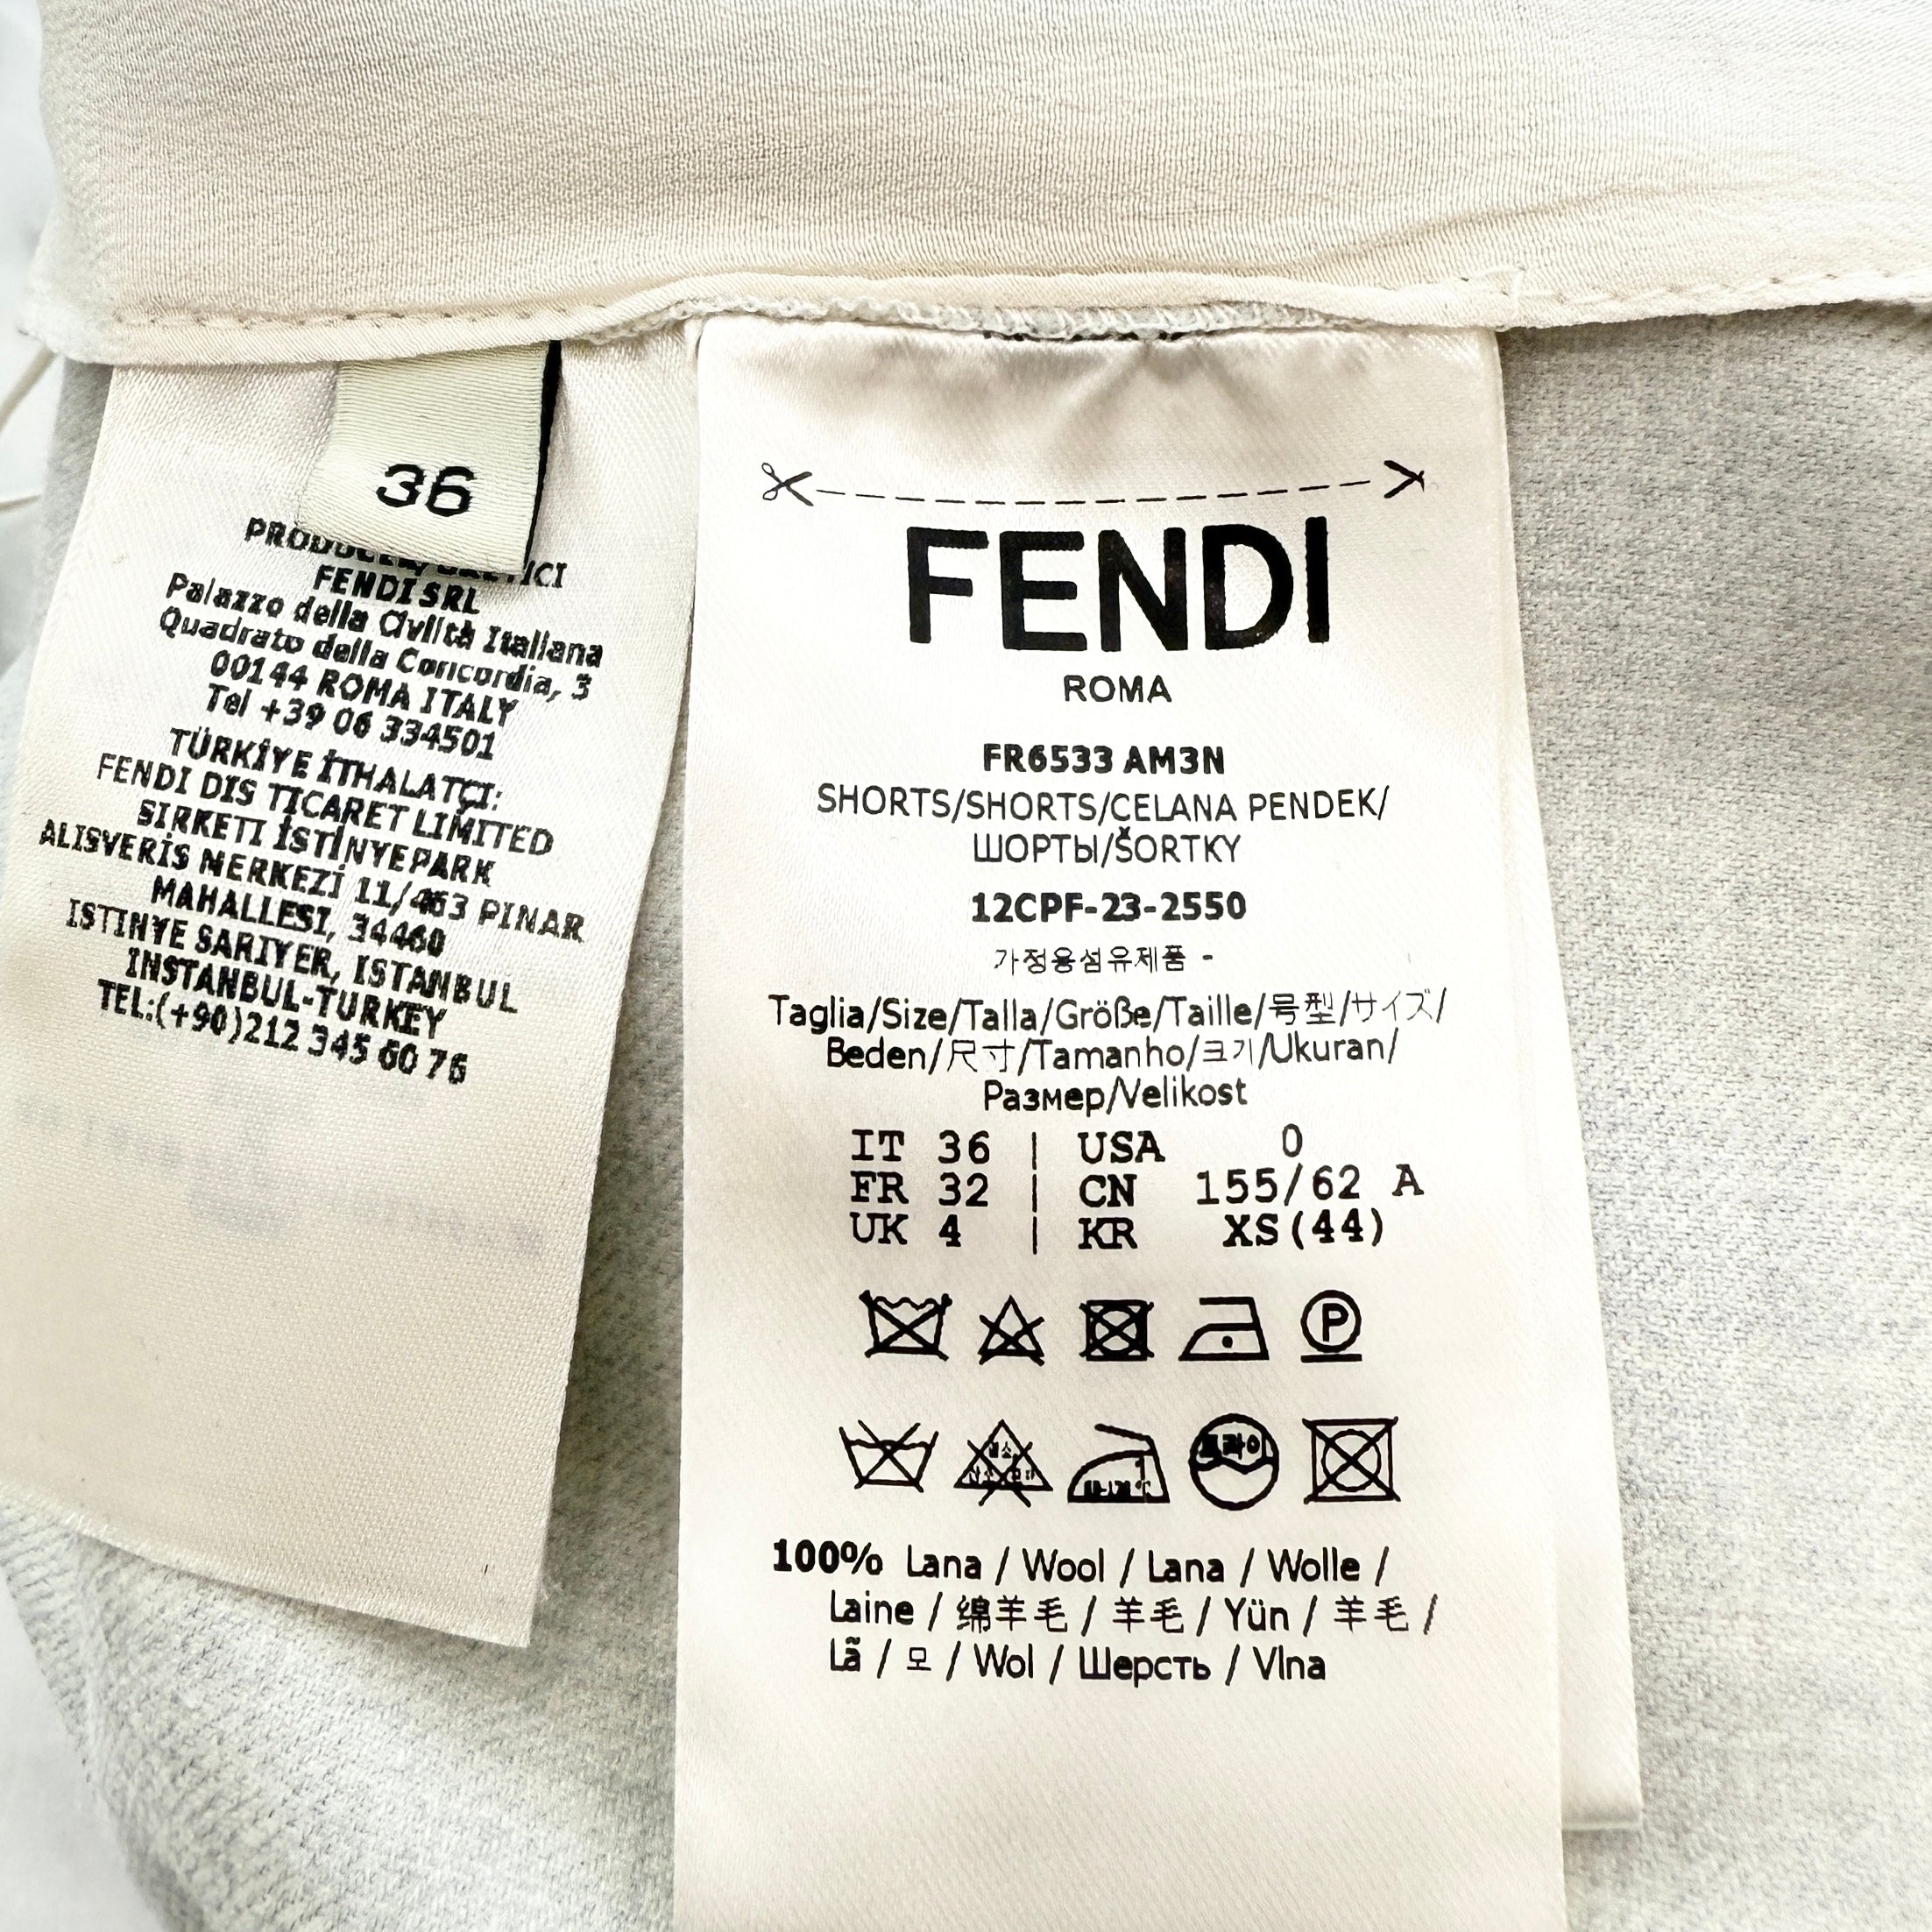 36
FENDI SRL
Palazzo della Civiltà Italiana
Quadrato della Concordia, 3
00144 ROMA ITALY
Tel +39 06 334501
TÜRKİYE İTHALATÇI:
FENDI DIS TICARET LIMITED
SIRKETI İSTİNYEPARK
ALISVERİS MERKEZİ 11/463 PINAR
MAHALLESI, 34460
ISTINYE SARIYER, ISTANBUL
INSTANBUL-TURKEY
TEL:(+90)212 345 60 76
FENDI
ROMA
FR6533 AM3N
SHORTS/SHORTS/CELANA PENDEK/
ШОРТЫ/ŠORTKY
12CPF-23-2550
가정용섬유제품 -
Taglia/Size/Talla/Größe/Taille/号型/サイズ/
Beden/尺寸/Tamanho/크기/Ukuran/
Размер/Velikost
IT 36 | USA 0
FR 32 | CN 155/62 A
UK 4 | KR XS(44)
P
드라이
100% Lana / Wool / Lana / Wolle /
Laine / 绵羊毛 / 羊毛 / Yün / 羊毛 /
Lã / 모 / Wol / Шерсть / Vlna